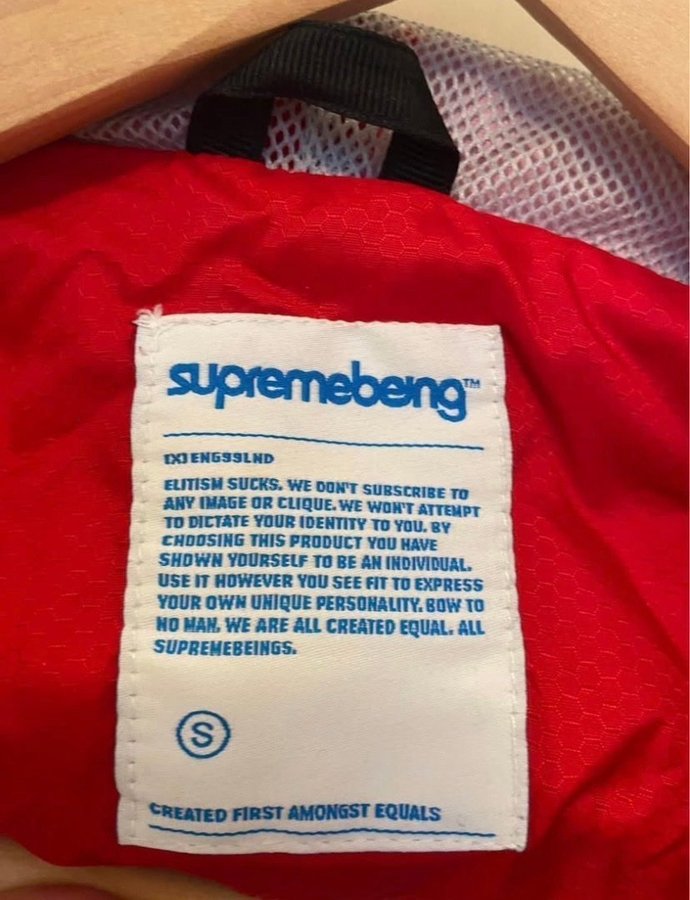 supremebeing™
[X] ENG99LND
ELITISM SUCKS. WE DON'T SUBSCRIBE TO
ANY IMAGE OR CLIQUE. WE WON'T ATTEMPT
TO DICTATE YOUR IDENTITY TO YOU. BY
CHOOSING THIS PRODUCT YOU HAVE
SHOWN YOURSELF TO BE AN INDIVIDUAL.
USE IT HOWEVER YOU SEE FIT TO EXPRESS
YOUR OWN UNIQUE PERSONALITY. BOW TO
NO MAN. WE ARE ALL CREATED EQUAL. ALL
SUPREMEBEINGS.
S
CREATED FIRST AMONGST EQUALS